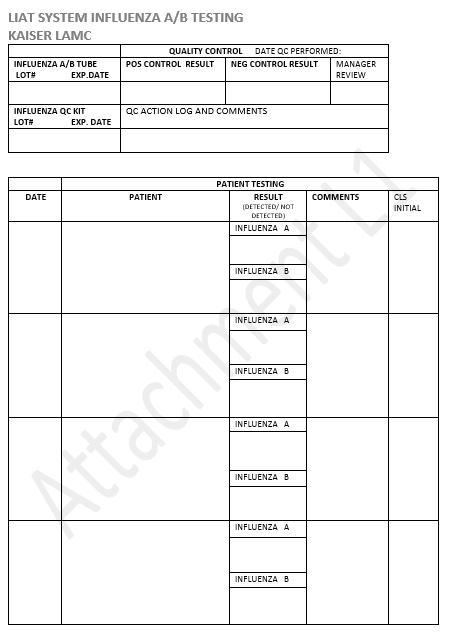 LIAT SYSTEM INFLUENZA A/B TESTING
KAISER LAMC
QUALITY CONTROL DATE QC PERFORMED:
INFLUENZA A/B TUBE POS CONTROL RESULT NEG CONTROL RESULT MANAGER
LOT# EXP.DATE REVIEW
INFLUENZA QC KIT QC ACTION LOG AND COMMENTS
LOT# EXP. DATE
PATIENT TESTING
DATE PATIENT RESULT COMMENTS CLS
(DETECTED/ NOT INITIAL
DETECTED)
INFLUENZA A
INFLUENZA B
INFLUENZA A
INFLUENZA B
INFLUENZA A
INFLUENZA B
INFLUENZA A
INFLUENZA B
Attachment L1